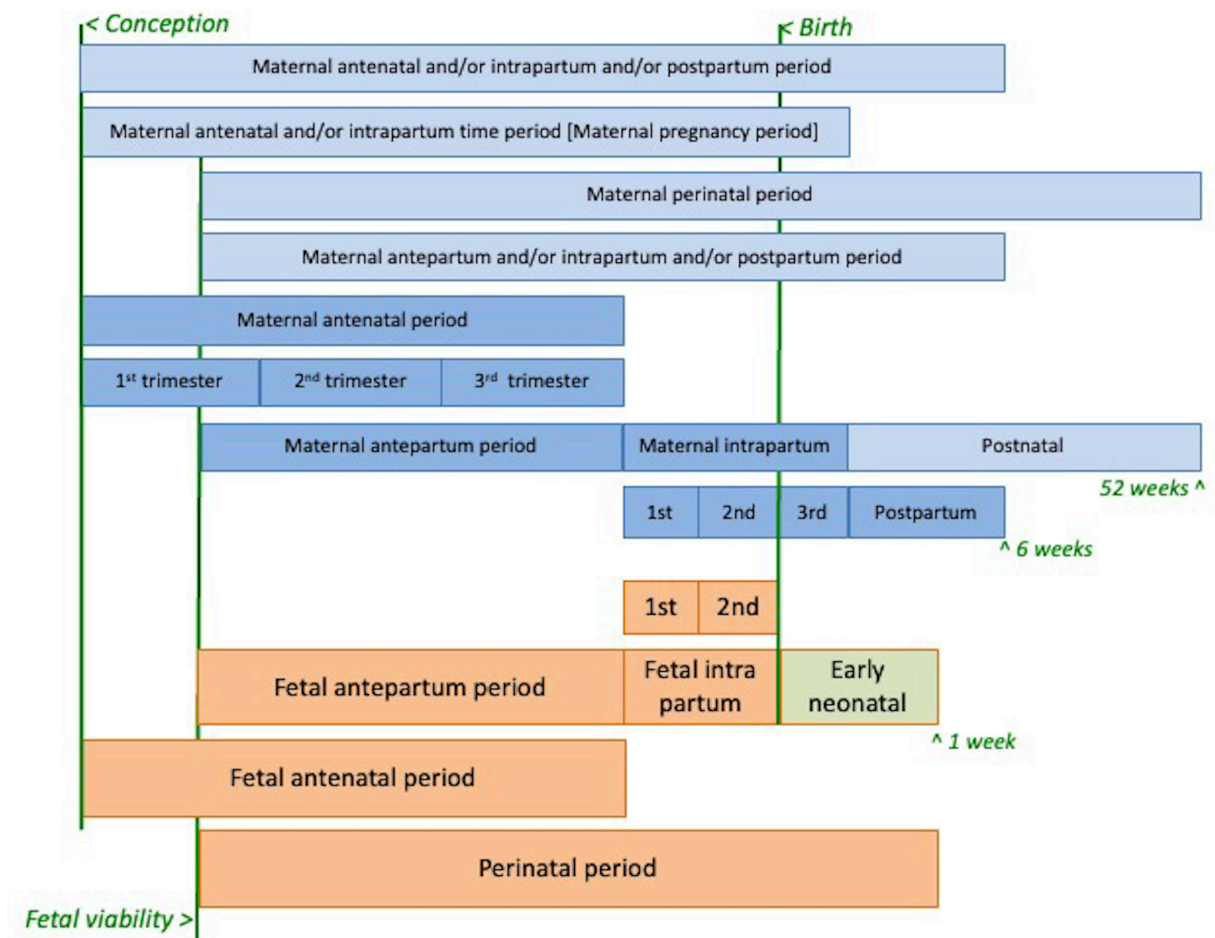 < Conception
< Birth
Maternal antenatal and/or intrapartum and/or postpartum period
Maternal antenatal and/or intrapartum time period [Maternal pregnancy period]
Maternal perinatal period
Maternal antepartum and/or intrapartum and/or postpartum period
Maternal antenatal period
1st trimester
2nd trimester
3rd trimester
Maternal antepartum period
Maternal intrapartum
Postnatal
52 weeks ^
1st
2nd
3rd
Postpartum
^ 6 weeks
1st
2nd
Fetal antepartum period
Fetal intra
partum
Early
neonatal
^ 1 week
Fetal antenatal period
Perinatal period
Fetal viability >